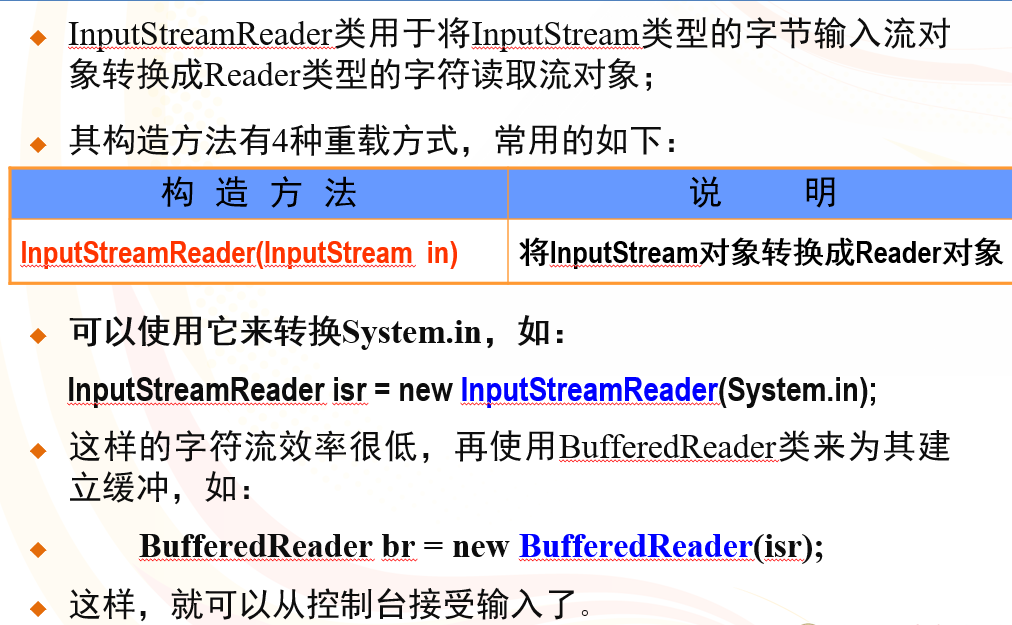 InputStreamReader类用于将InputStream类型的字节输入流对
象转换成Reader类型的字符读取流对象；
其构造方法有4种重载方式，常用的如下：
构 造 方 法 说 明
InputStreamReader(InputStream in) 将InputStream对象转换成Reader对象
可以使用它来转换System.in，如：
InputStreamReader isr = new InputStreamReader(System.in);
这样的字符流效率很低，再使用BufferedReader类来为其建
立缓冲，如：
BufferedReader br = new BufferedReader(isr);
这样，就可以从控制台接受输入了。